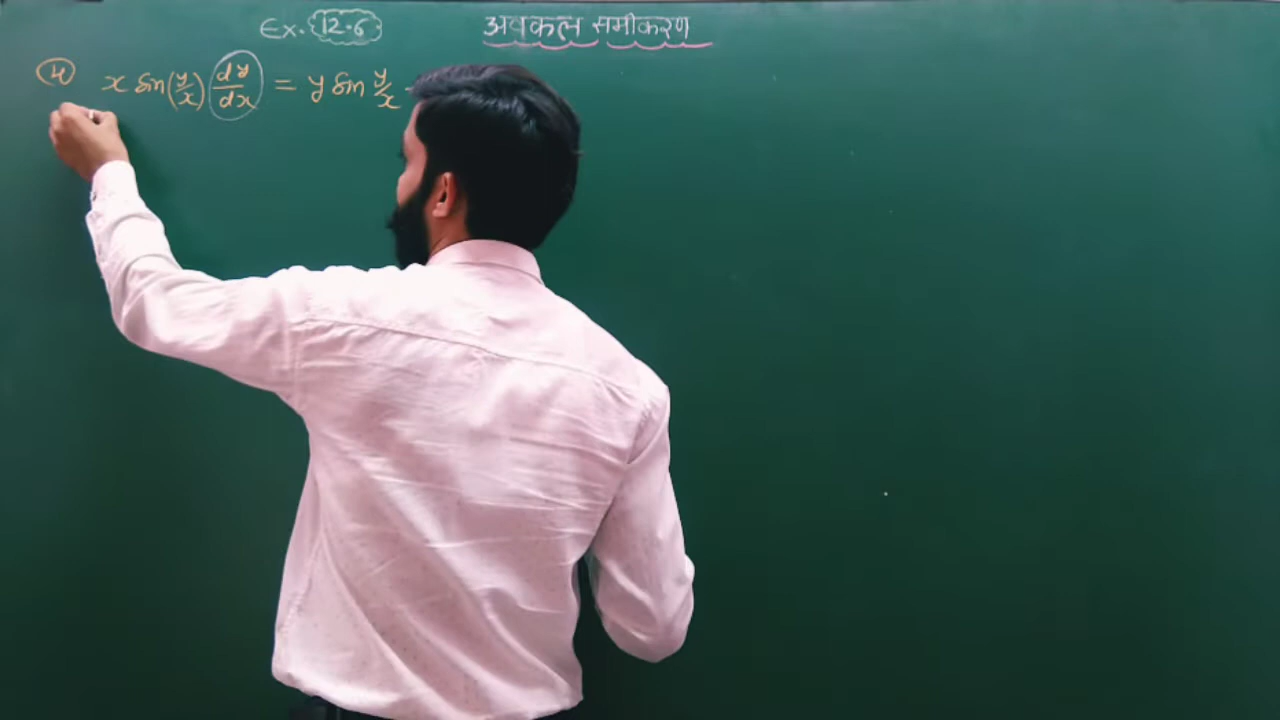 Ex. 12.6 अवकल समीकरण
(4) x sin(y/x) dy/dx = y sin y/x -